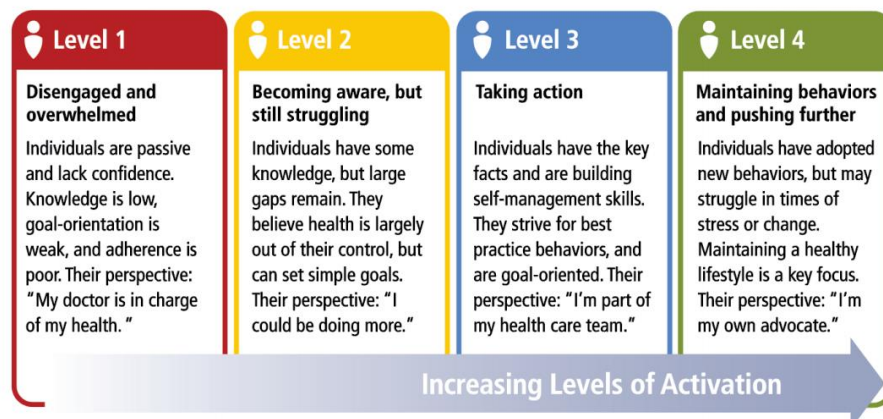 Level 1
Disengaged and
overwhelmed
Individuals are passive
and lack confidence.
Knowledge is low,
goal-orientation is
weak, and adherence is
poor. Their perspective:
"My doctor is in charge
of my health. "
Level 2
Becoming aware, but
still struggling
Individuals have some
knowledge, but large
gaps remain. They
believe health is largely
out of their control, but
can set simple goals.
Their perspective: "I
could be doing more."
Level 3
Taking action
Individuals have the key
facts and are building
self-management skills.
They strive for best
practice behaviors, and
are goal-oriented. Their
perspective: "I'm part of
my health care team."
Level 4
Maintaining behaviors
and pushing further
Individuals have adopted
new behaviors, but may
struggle in times of
stress or change.
Maintaining a healthy
lifestyle is a key focus.
Their perspective: "I'm
my own advocate."
Increasing Levels of Activation